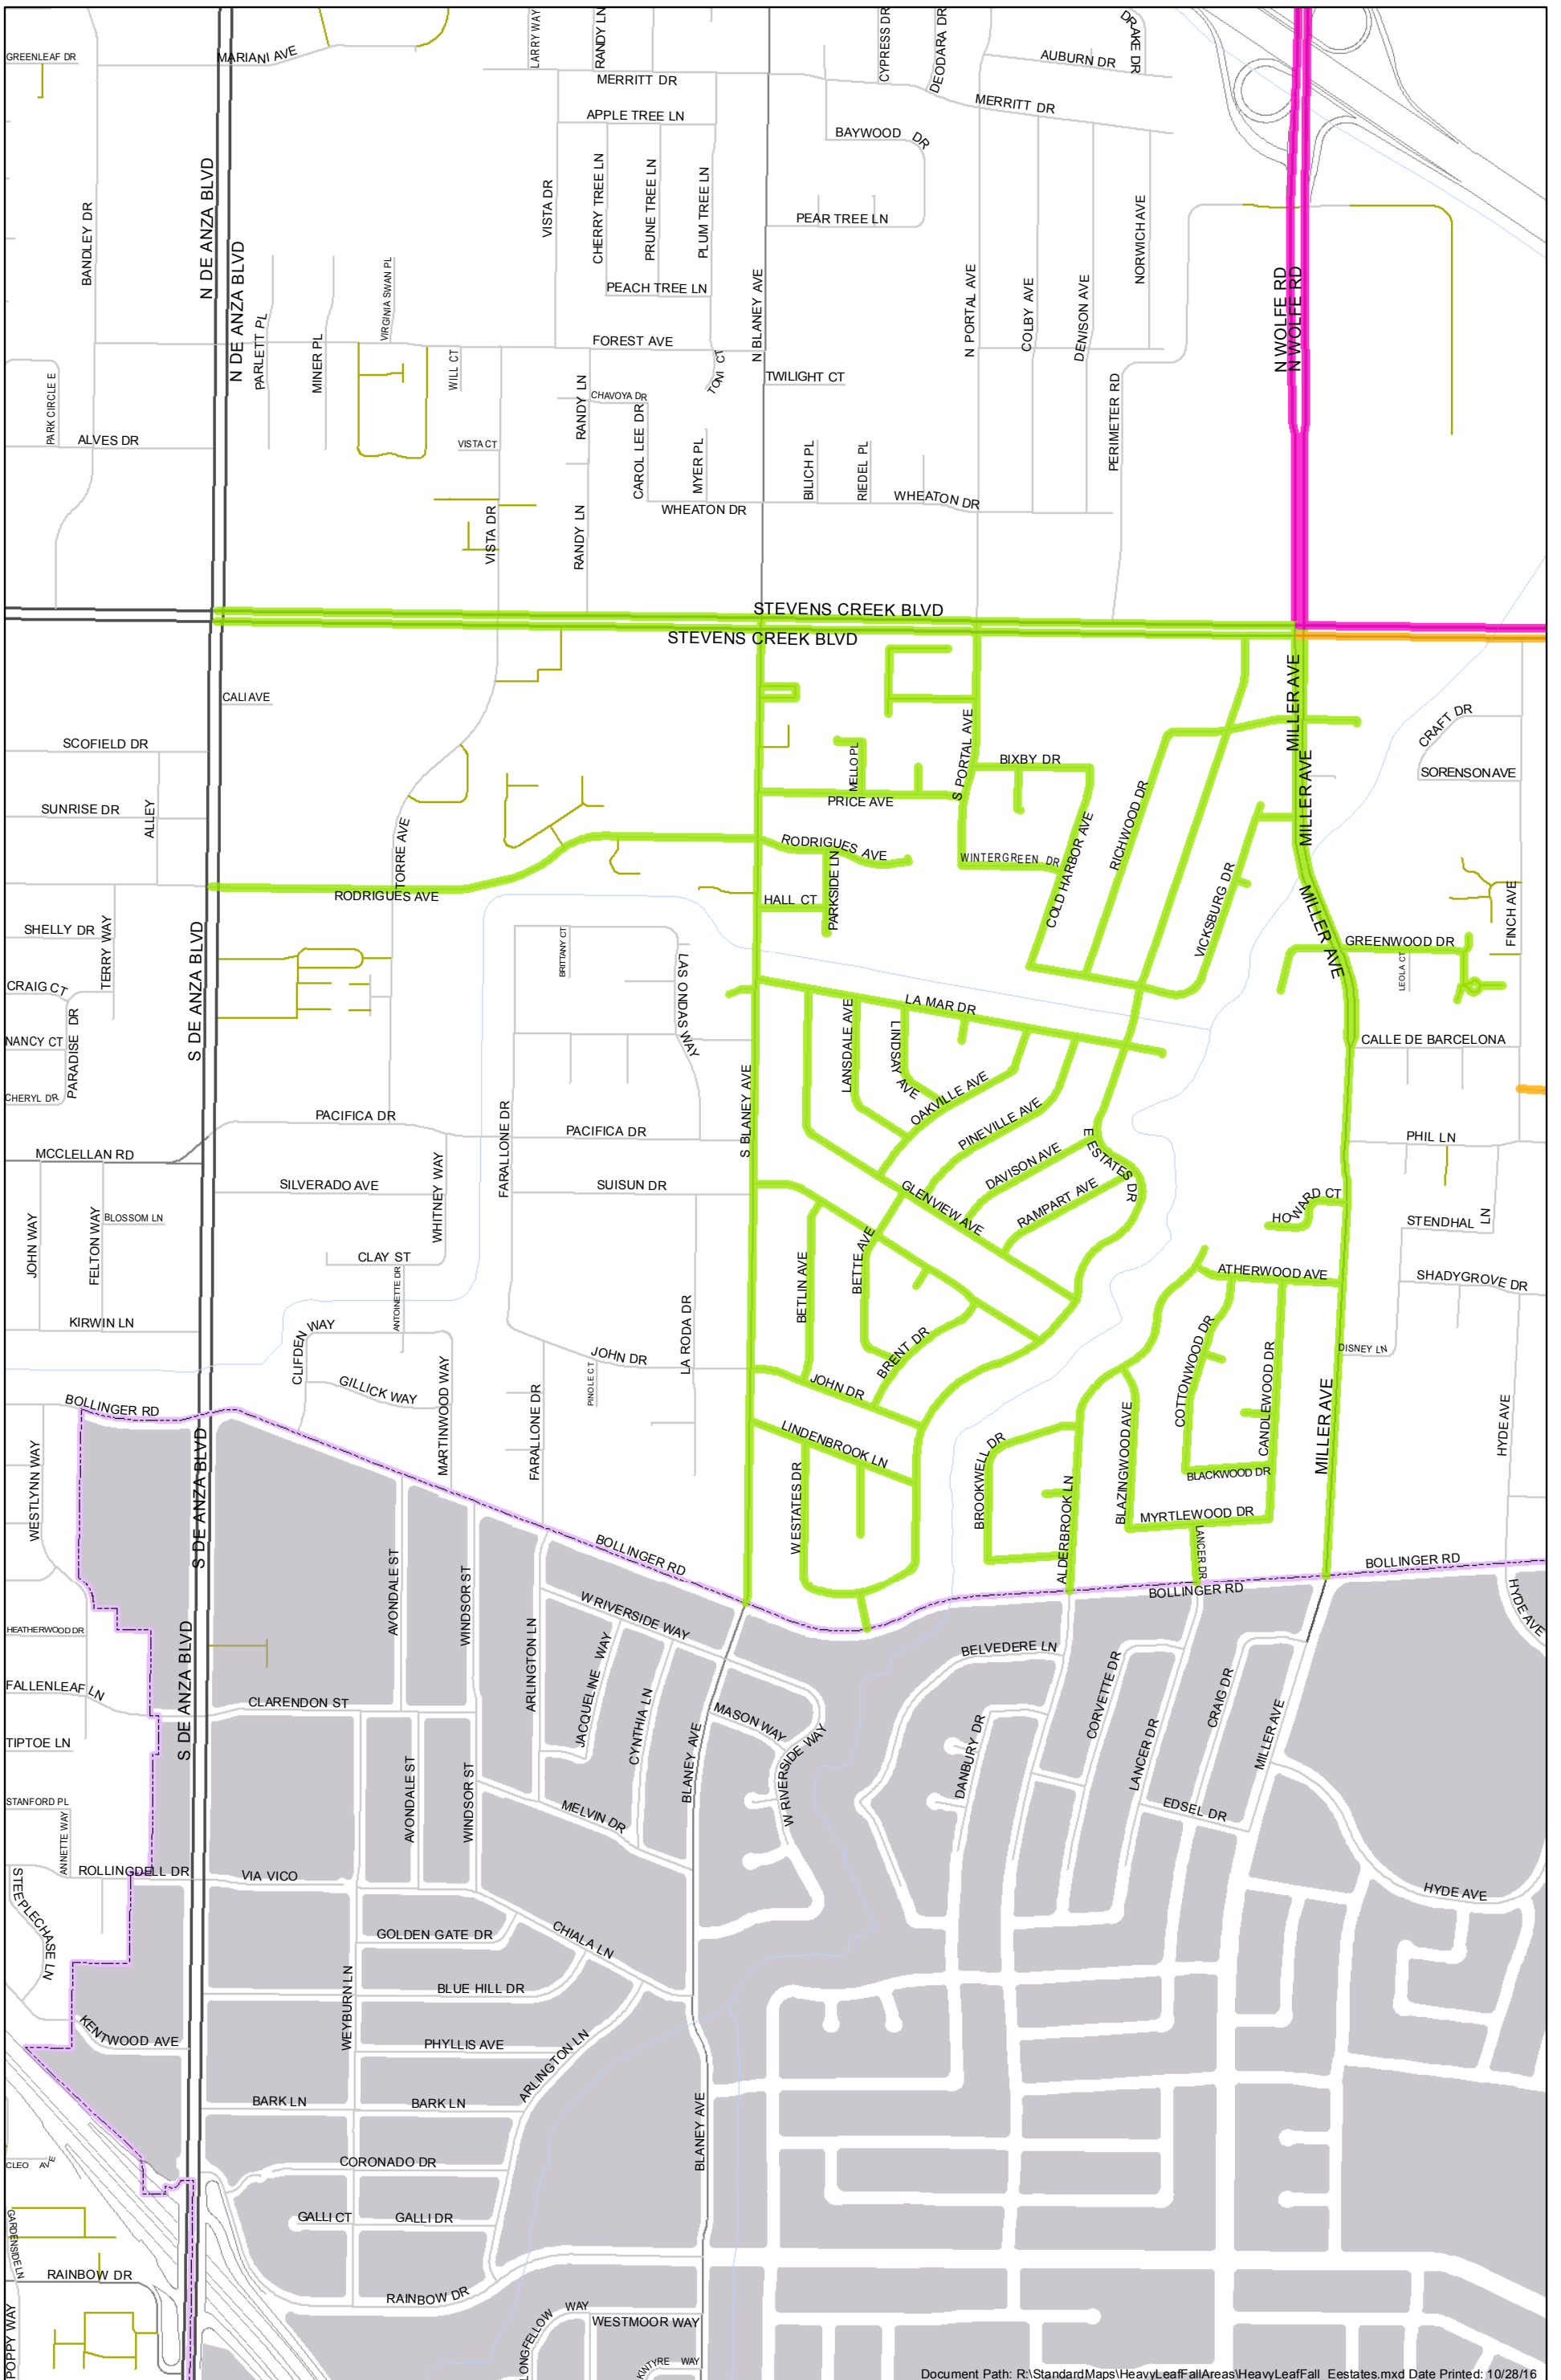 GREENLEAF DR
MARIANI AVE
LARRY WAY
RANDY LN
CYPRESS DR
DEODARA DR
DRAKE DR
AUBURN DR
MERRITT DR
MERRITT DR
APPLE TREE LN
BAYWOOD DR
BANDLEY DR
N DE ANZA BLVD
N DE ANZA BLVD
VISTA DR
CHERRY TREE LN
PRUNE TREE LN
PLUM TREE LN
PEAR TREE LN
NORWICH AVE
PEACH TREE LN
N BLANEY AVE
N PORTAL AVE
COLBY AVE
DENISON AVE
N WOLFE RD
N WOLFE RD
VIRGINIA SWAN PL
PARLETT PL
MINER PL
FOREST AVE
WILL CT
TONI CT
TWILIGHT CT
PARK CIRCLE E
RANDY LN
CHAVOYA DR
CAROL LEE DR
PERIMETER RD
ALVES DR
VISTA CT
MYER PL
BILICH PL
RIEDEL PL
WHEATON DR
WHEATON DR
VISTA DR
RANDY LN
STEVENS CREEK BLVD
STEVENS CREEK BLVD
CALI AVE
MILLER AVE
CRAFT DR
SCOFIELD DR
MELLO PL
S PORTAL AVE
BIXBY DR
MILLER AVE
SORENSON AVE
SUNRISE DR
ALLEY
PRICE AVE
RICHWOOD DR
TORRE AVE
RODRIGUES AVE
WINTERGREEN DR
COLD HARBOR AVE
RODRIGUES AVE
HALL CT
PARKSIDE LN
VICKSBURG DR
MILLER AVE
FINCH AVE
SHELLY DR
TERRY WAY
S DE ANZA BLVD
BRITTANY CT
LAS ONDAS WAY
GREENWOOD DR
LEOLA CT
CRAIG CT
LA MAR DR
NANCY CT
PARADISE DR
LANSDALE AVE
LINDSAY AVE
CALLE DE BARCELONA
CHERYL DR
S BLANEY AVE
OAKVILLE AVE
PACIFICA DR
PACIFICA DR
FARALLONE DR
PINEVILLE AVE
PHIL LN
MCCLELLAN RD
DAVISON AVE
E ESTATES DR
SILVERADO AVE
WHITNEY WAY
SUISUN DR
GLENVIEW AVE
RAMPART AVE
HOWARD CT
STENDHAL LN
JOHN WAY
FELTON WAY
BLOSSOM LN
CLAY ST
ANTOINETTE DR
BETLIN AVE
BETTE AVE
ATHERWOOD AVE
SHADYGROVE DR
KIRWIN LN
CLIFDEN WAY
LA RODA DR
BRENT DR
COTTONWOOD DR
CANDLEWOOD DR
DISNEY LN
GILLICK WAY
MARTINWOOD WAY
JOHN DR
PINOLE CT
JOHN DR
BOLLINGER RD
FARALLONE DR
LINDENBROOK LN
BROOKWELL DR
BLAZINGWOOD AVE
MILLER AVE
HYDE AVE
WESTLYNN WAY
S DE ANZA BLVD
W ESTATES DR
ALDERBROOK LN
BLACKWOOD DR
MYRTLEWOOD DR
LANCER DR
BOLLINGER RD
BOLLINGER RD
BOLLINGER RD
AVONDALE ST
WINDSOR ST
W RIVERSIDE WAY
HYDE AVE
HEATHERWOOD DR
S DE ANZA BLVD
ARLINGTON LN
JACQUELINE WAY
BELVEDERE LN
FALLENLEAF LN
CLARENDON ST
CYNTHIA LN
MASON WAY
CORVETTE DR
CRAIG DR
TIPTOE LN
DANBURY DR
LANCER DR
MILLER AVE
W RIVERSIDE WAY
STANFORD PL
ANNETTE WAY
AVONDALE ST
WINDSOR ST
MELVIN DR
BLANEY AVE
EDSEL DR
ROLLINGDELL DR
VIA VICO
STEEPLECHASE LN
HYDE AVE
GOLDEN GATE DR
CHIALA LN
BLUE HILL DR
WEYBURN LN
KENTWOOD AVE
PHYLLIS AVE
ARLINGTON LN
BARK LN
BARK LN
BLANEY AVE
CLEO AVE
CORONADO DR
GARDENSIDE LN
GALLI CT
GALLI DR
RAINBOW DR
RAINBOW DR
POPPY WAY
LONGFELLOW WAY
WESTMOOR WAY
KINTYRE WAY
Document Path: R:\StandardMaps\HeavyLeafFallAreas\HeavyLeafFall_Eestates.mxd Date Printed: 10/28/16